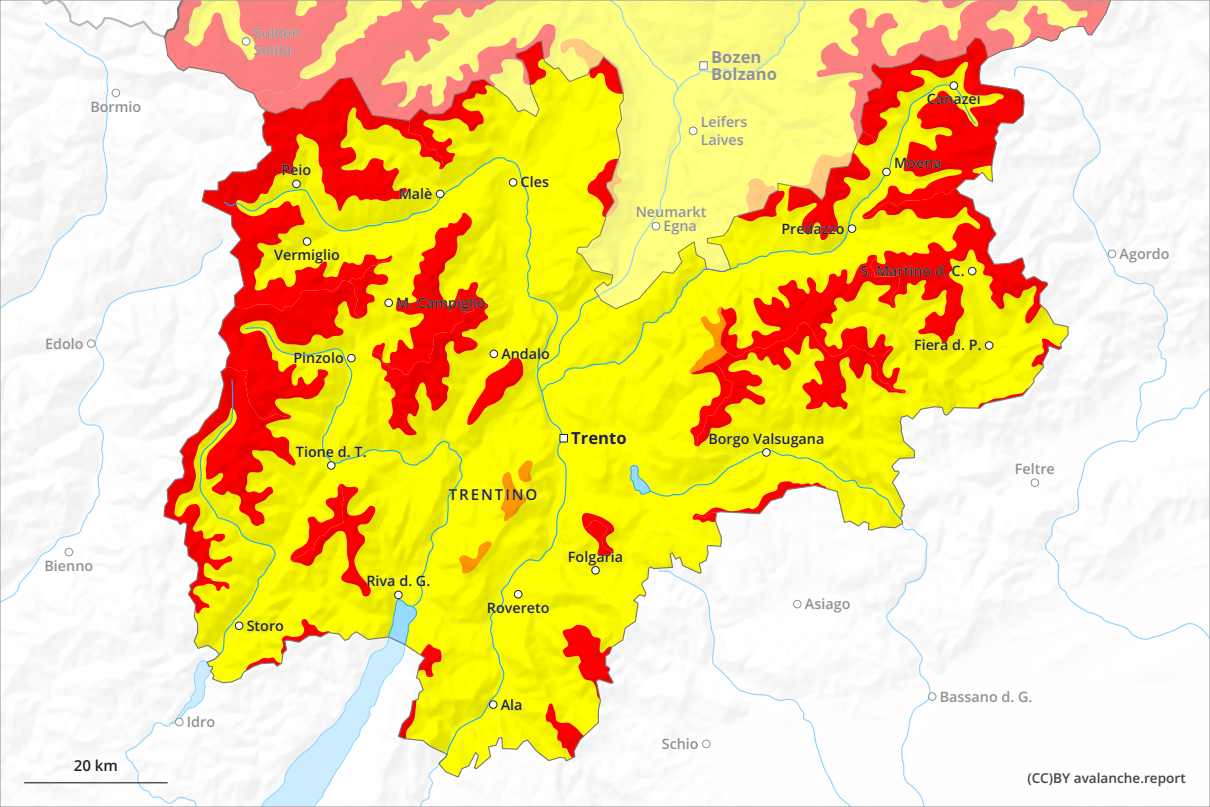 Sulden
Solda
Bozen
Bolzano
Bormio
Canazei
Leifers
Laives
Moena
Peio
Malè
Cles
Neumarkt
Egna
Predazzo
Vermiglio
Agordo
S. Martino d. C.
M. Campiglio
Edolo
Pinzolo
Andalo
Fiera d. P.
Trento
Borgo Valsugana
Tione d. T.
Feltre
TRENTINO
Bienno
Folgaria
Riva d. G.
Rovereto
Asiago
Storo
Bassano d. G.
Ala
Idro
Schio
20 km
(CC)BY avalanche.report